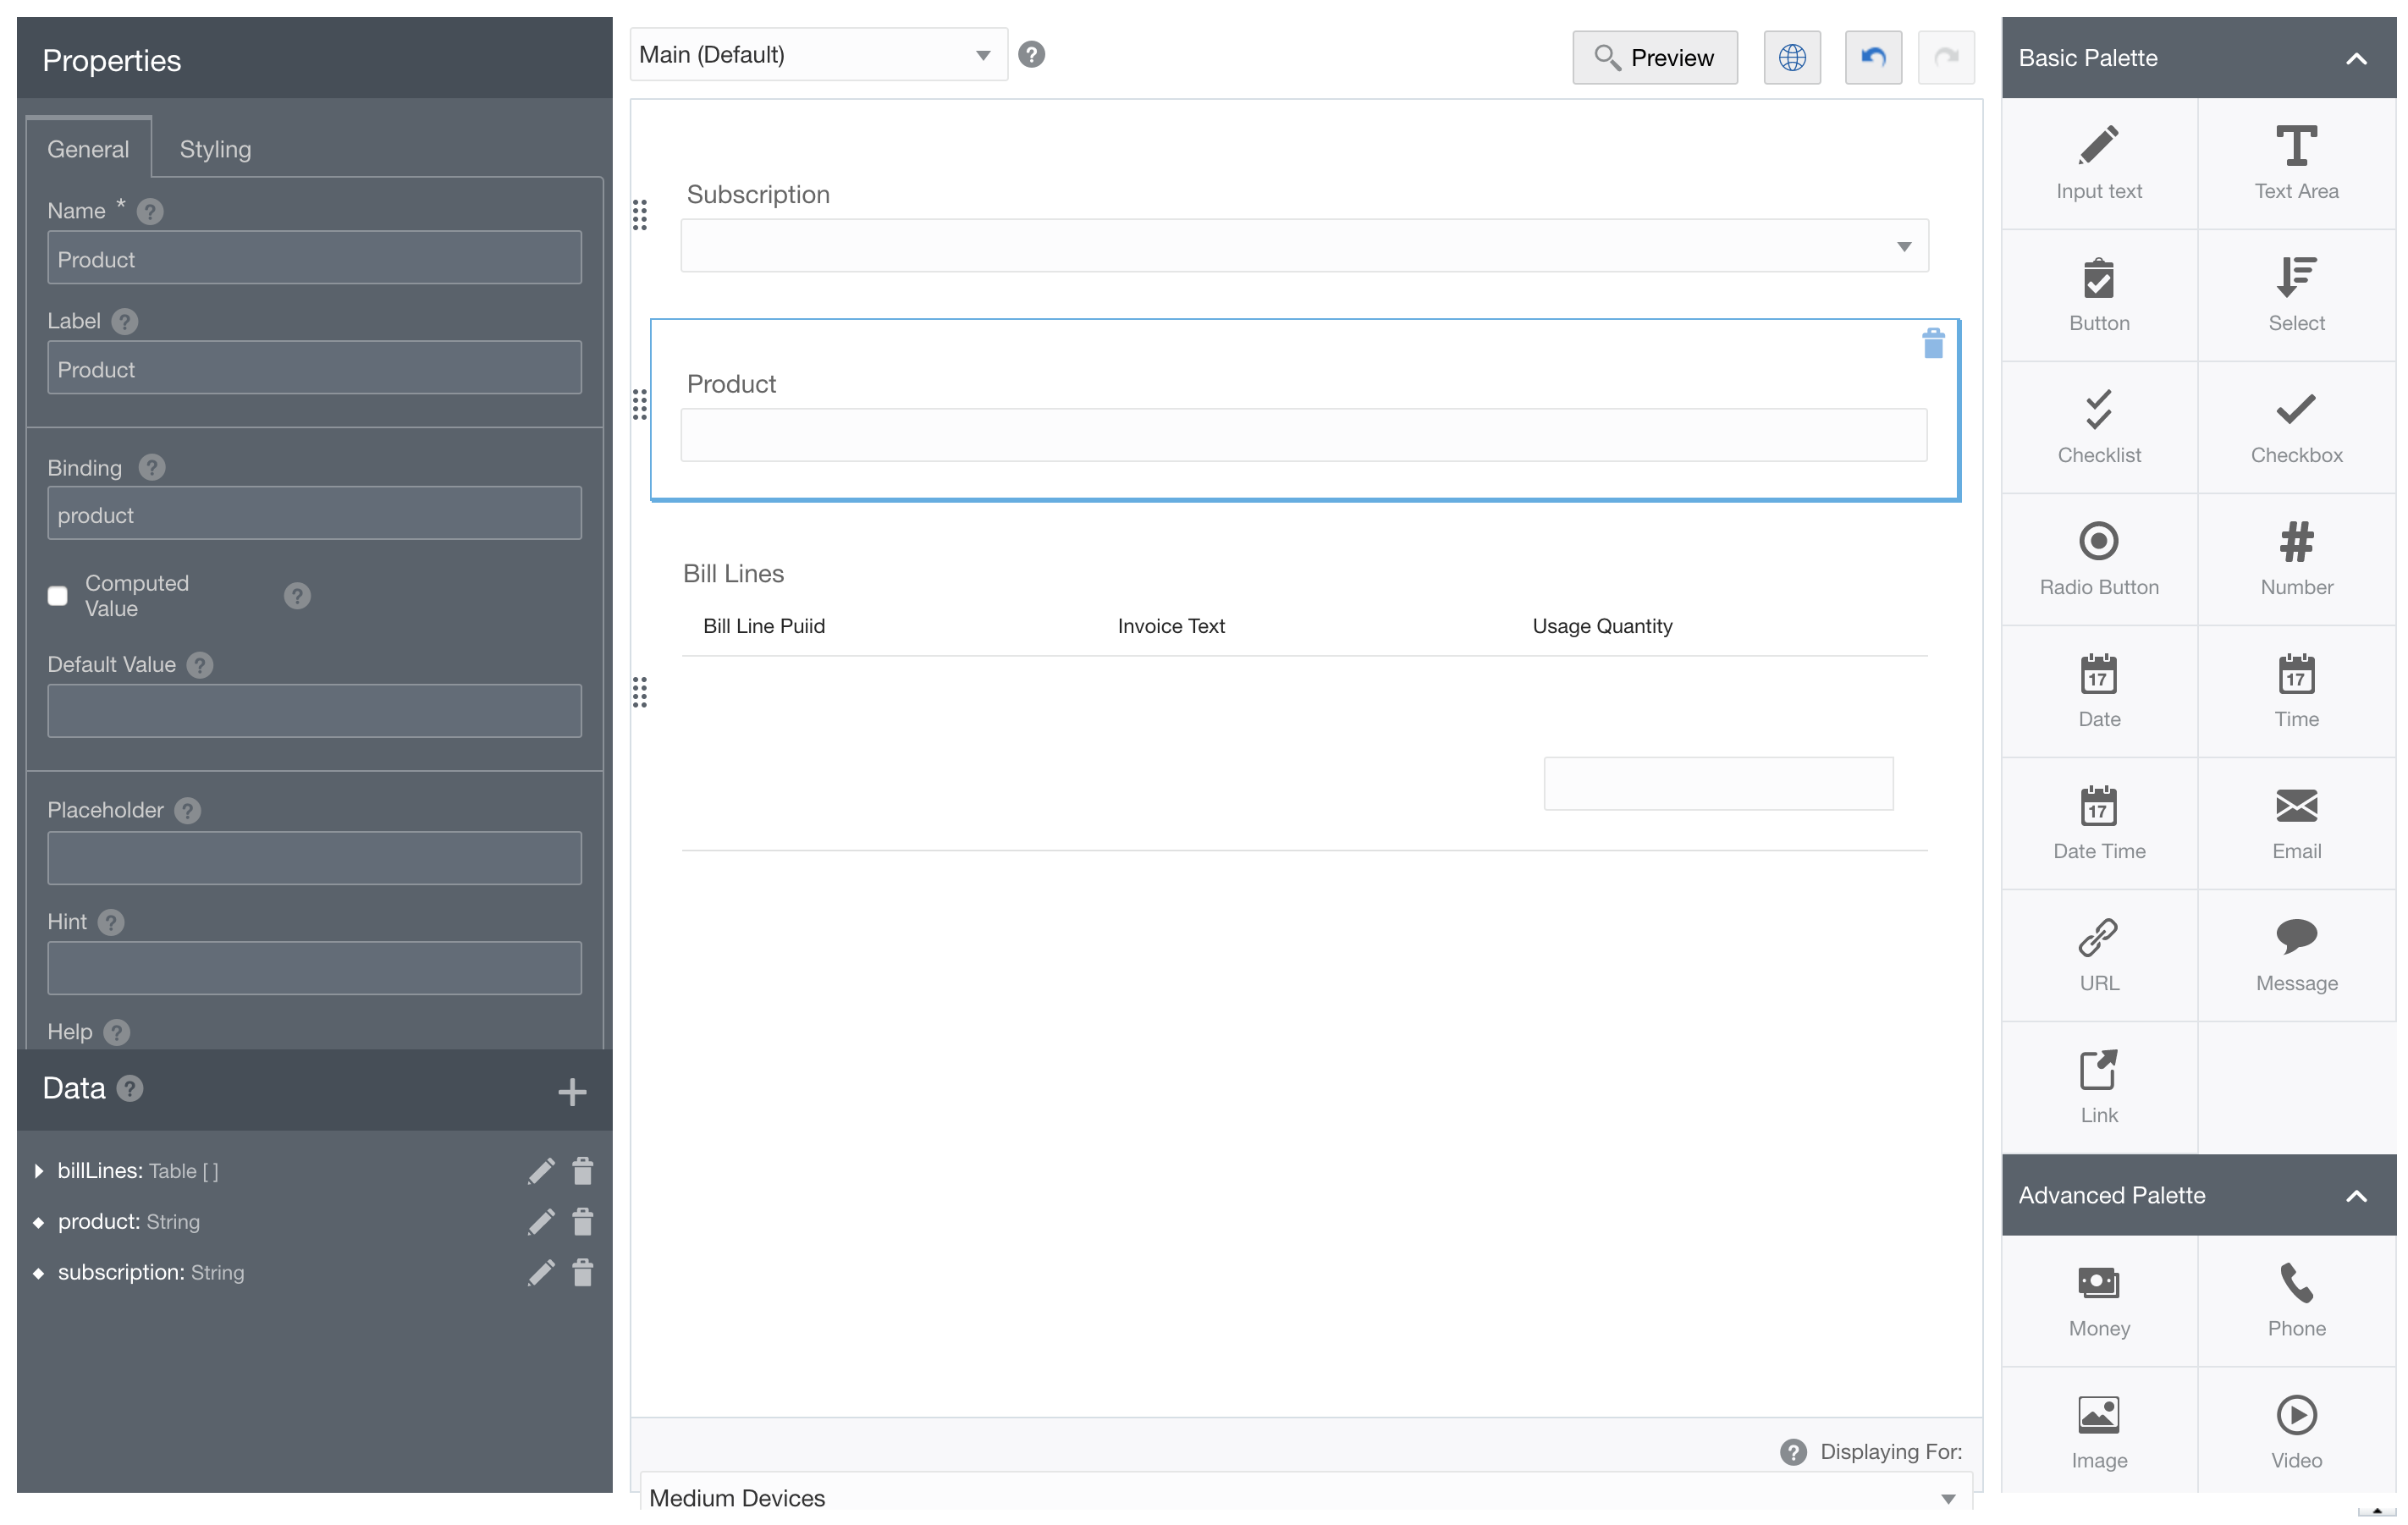 Properties
General
Styling
Name *
Product
Label
Product
Binding
product
Computed
Value
Default Value
Placeholder
Hint
Help
Data
billLines: Table [ ]
product: String
subscription: String
Main (Default)
Preview
Subscription
Product
Bill Lines
Bill Line Puiid
Invoice Text
Usage Quantity
Displaying For:
Medium Devices
Basic Palette
Input text
Text Area
Button
Select
Checklist
Checkbox
Radio Button
Number
17
Date
17
Time
17
Date Time
Email
URL
Message
Link
Advanced Palette
Money
Phone
Image
Video